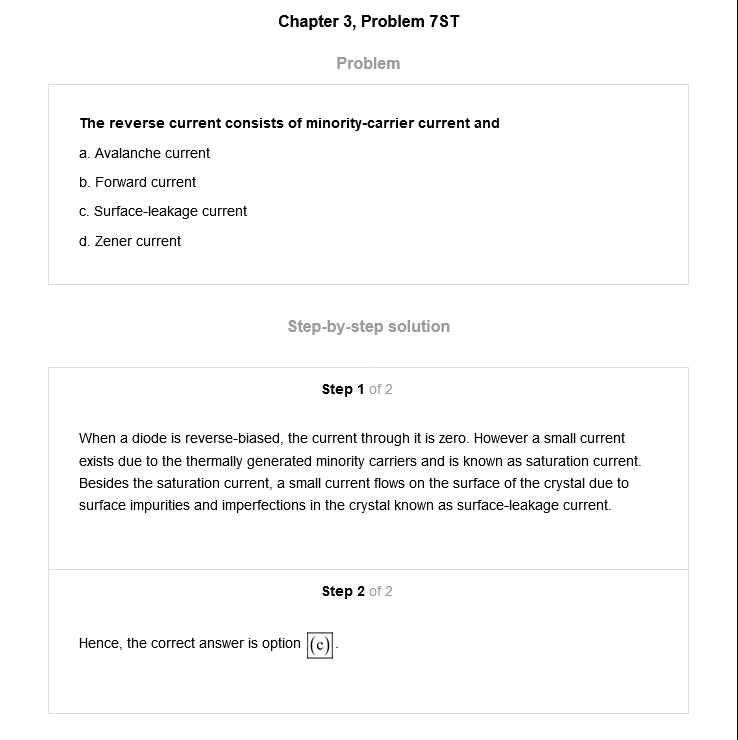 Chapter 3, Problem 7ST
Problem
The reverse current consists of minority-carrier current and
a. Avalanche current
b. Forward current
c. Surface-leakage current
d. Zener current
Step-by-step solution
Step 1 of 2
When a diode is reverse-biased, the current through it is zero. However a small current
exists due to the thermally generated minority carriers and is known as saturation current.
Besides the saturation current, a small current flows on the surface of the crystal due to
surface impurities and imperfections in the crystal known as surface-leakage current.
Step 2 of 2
Hence, the correct answer is option (c).